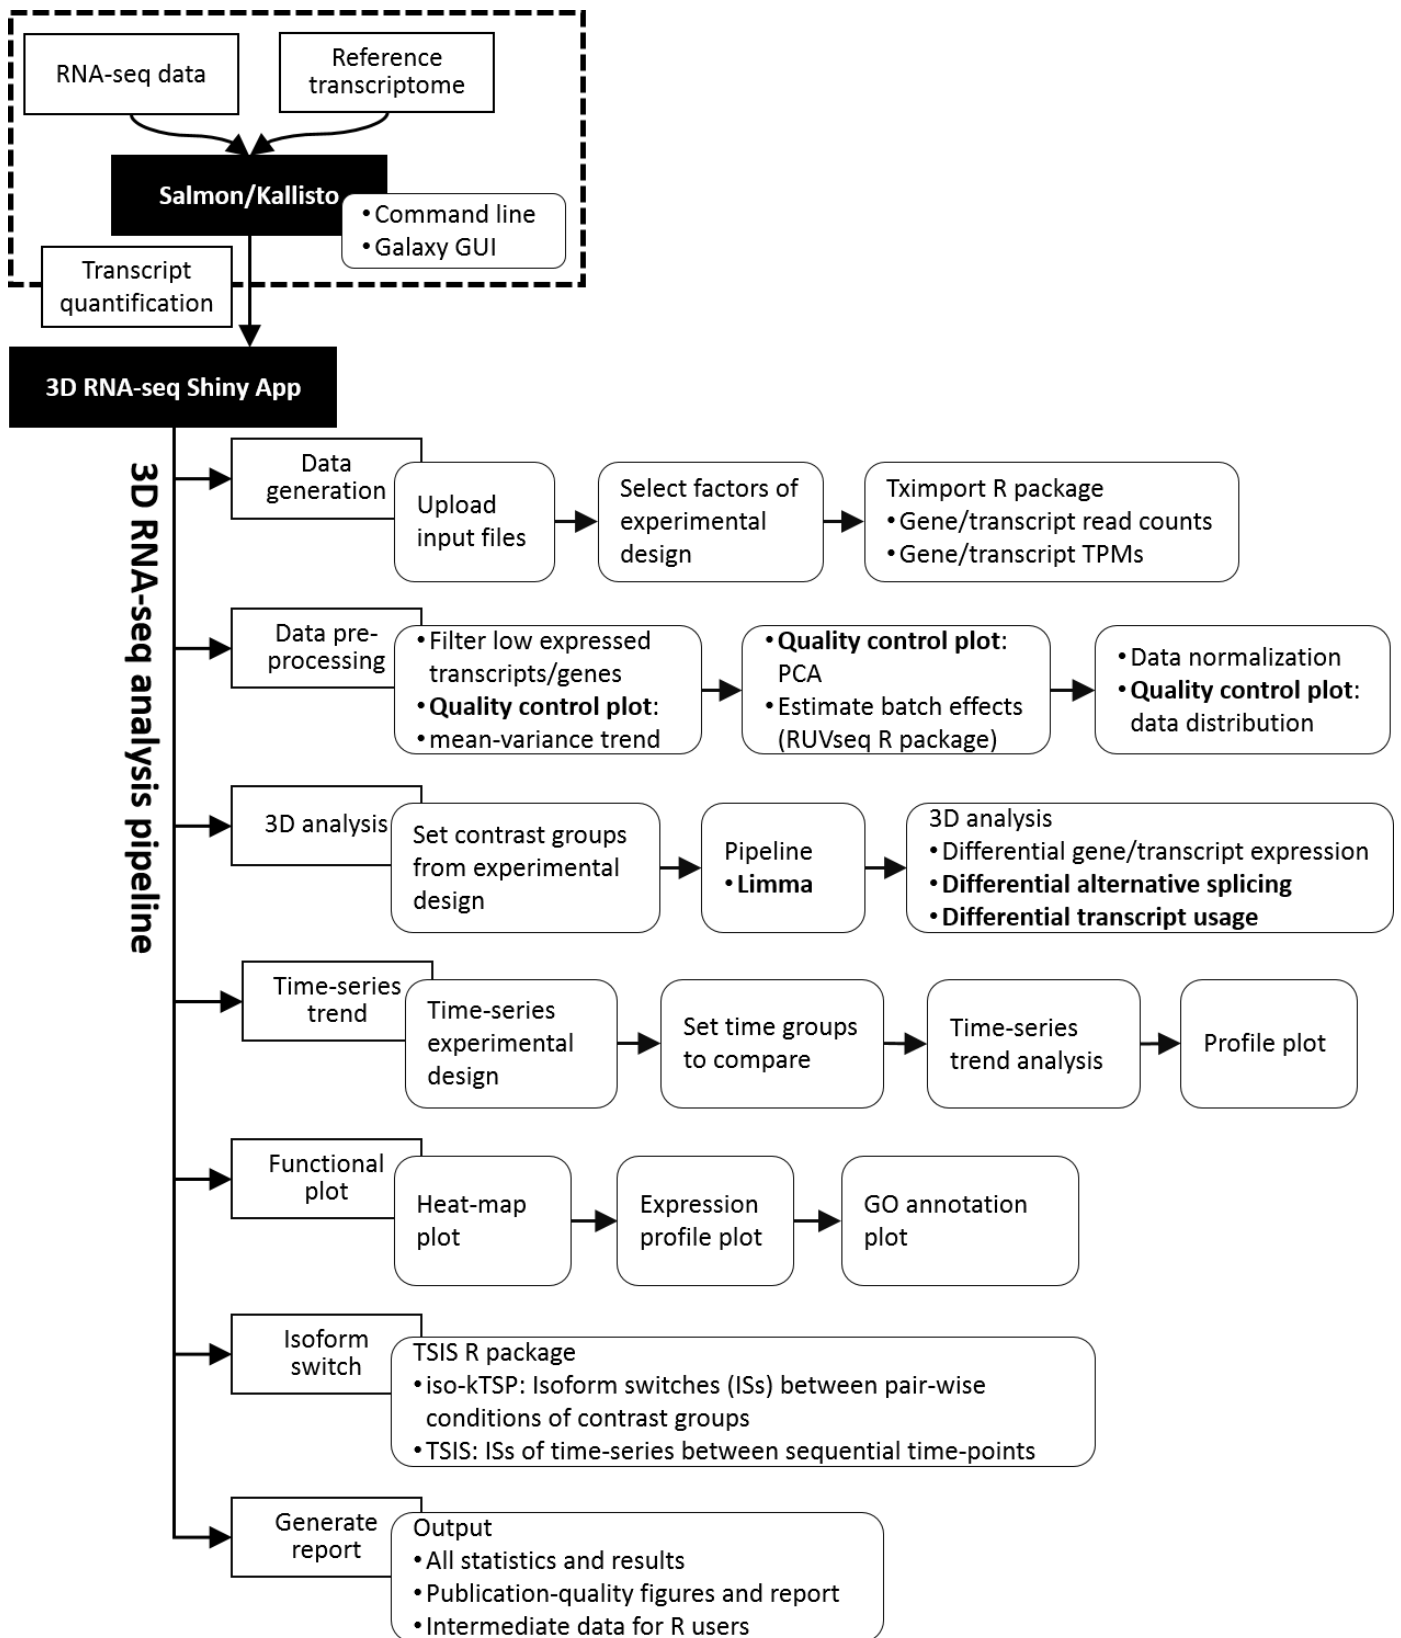 RNA-seq data
Reference
transcriptome
Salmon/Kallisto
•Command line
•Galaxy GUI
Transcript
quantification
3D RNA-seq Shiny App
3D RNA-seq analysis pipeline
Data
generation
Upload
input files
Select factors of
experimental
design
Tximport R package
•Gene/transcript read counts
•Gene/transcript TPMs
Data pre-
processing
•Filter low expressed
transcripts/genes
•Quality control plot:
•mean-variance trend
•Quality control plot:
PCA
•Estimate batch effects
(RUVseq R package)
•Data normalization
•Quality control plot:
data distribution
3D analysis
Set contrast groups
from experimental
design
Pipeline
•Limma
3D analysis
•Differential gene/transcript expression
•Differential alternative splicing
•Differential transcript usage
Time-series
trend
Time-series
experimental
design
Set time groups
to compare
Time-series
trend analysis
Profile plot
Functional
plot
Heat-map
plot
Expression
profile plot
GO annotation
plot
Isoform
switch
TSIS R package
•iso-kTSP: Isoform switches (ISs) between pair-wise
conditions of contrast groups
•TSIS: ISs of time-series between sequential time-points
Generate
report
Output
•All statistics and results
•Publication-quality figures and report
•Intermediate data for R users